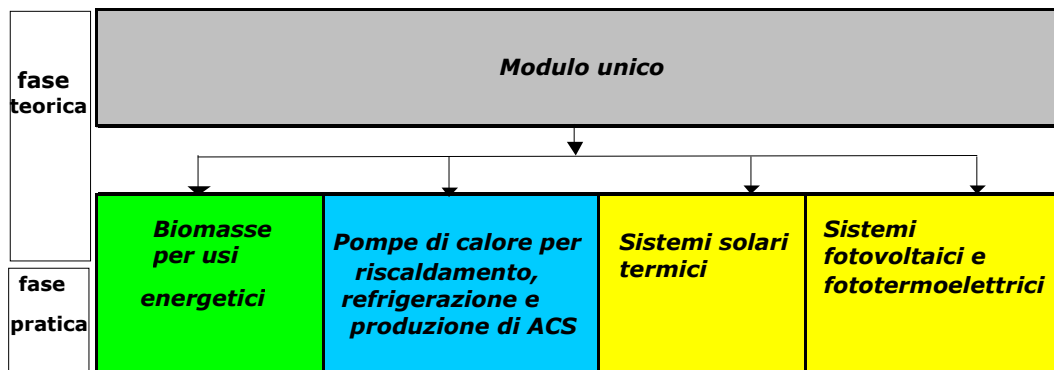 fase
teorica
Modulo unico
Biomasse
per usi
energetici
Pompe di calore per
riscaldamento,
refrigerazione e
produzione di ACS
Sistemi solari
termici
Sistemi
fotovoltaici e
fototermoelettrici
fase
pratica